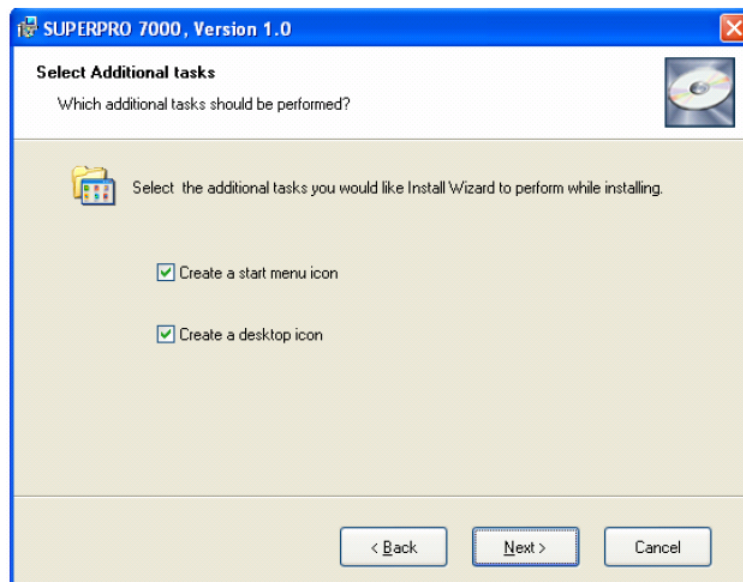 SUPERPRO 7000, Version 1.0
Select Additional tasks
Which additional tasks should be performed?
Select the additional tasks you would like Install Wizard to perform while installing.
Create a start menu icon
Create a desktop icon
< Back
Next >
Cancel